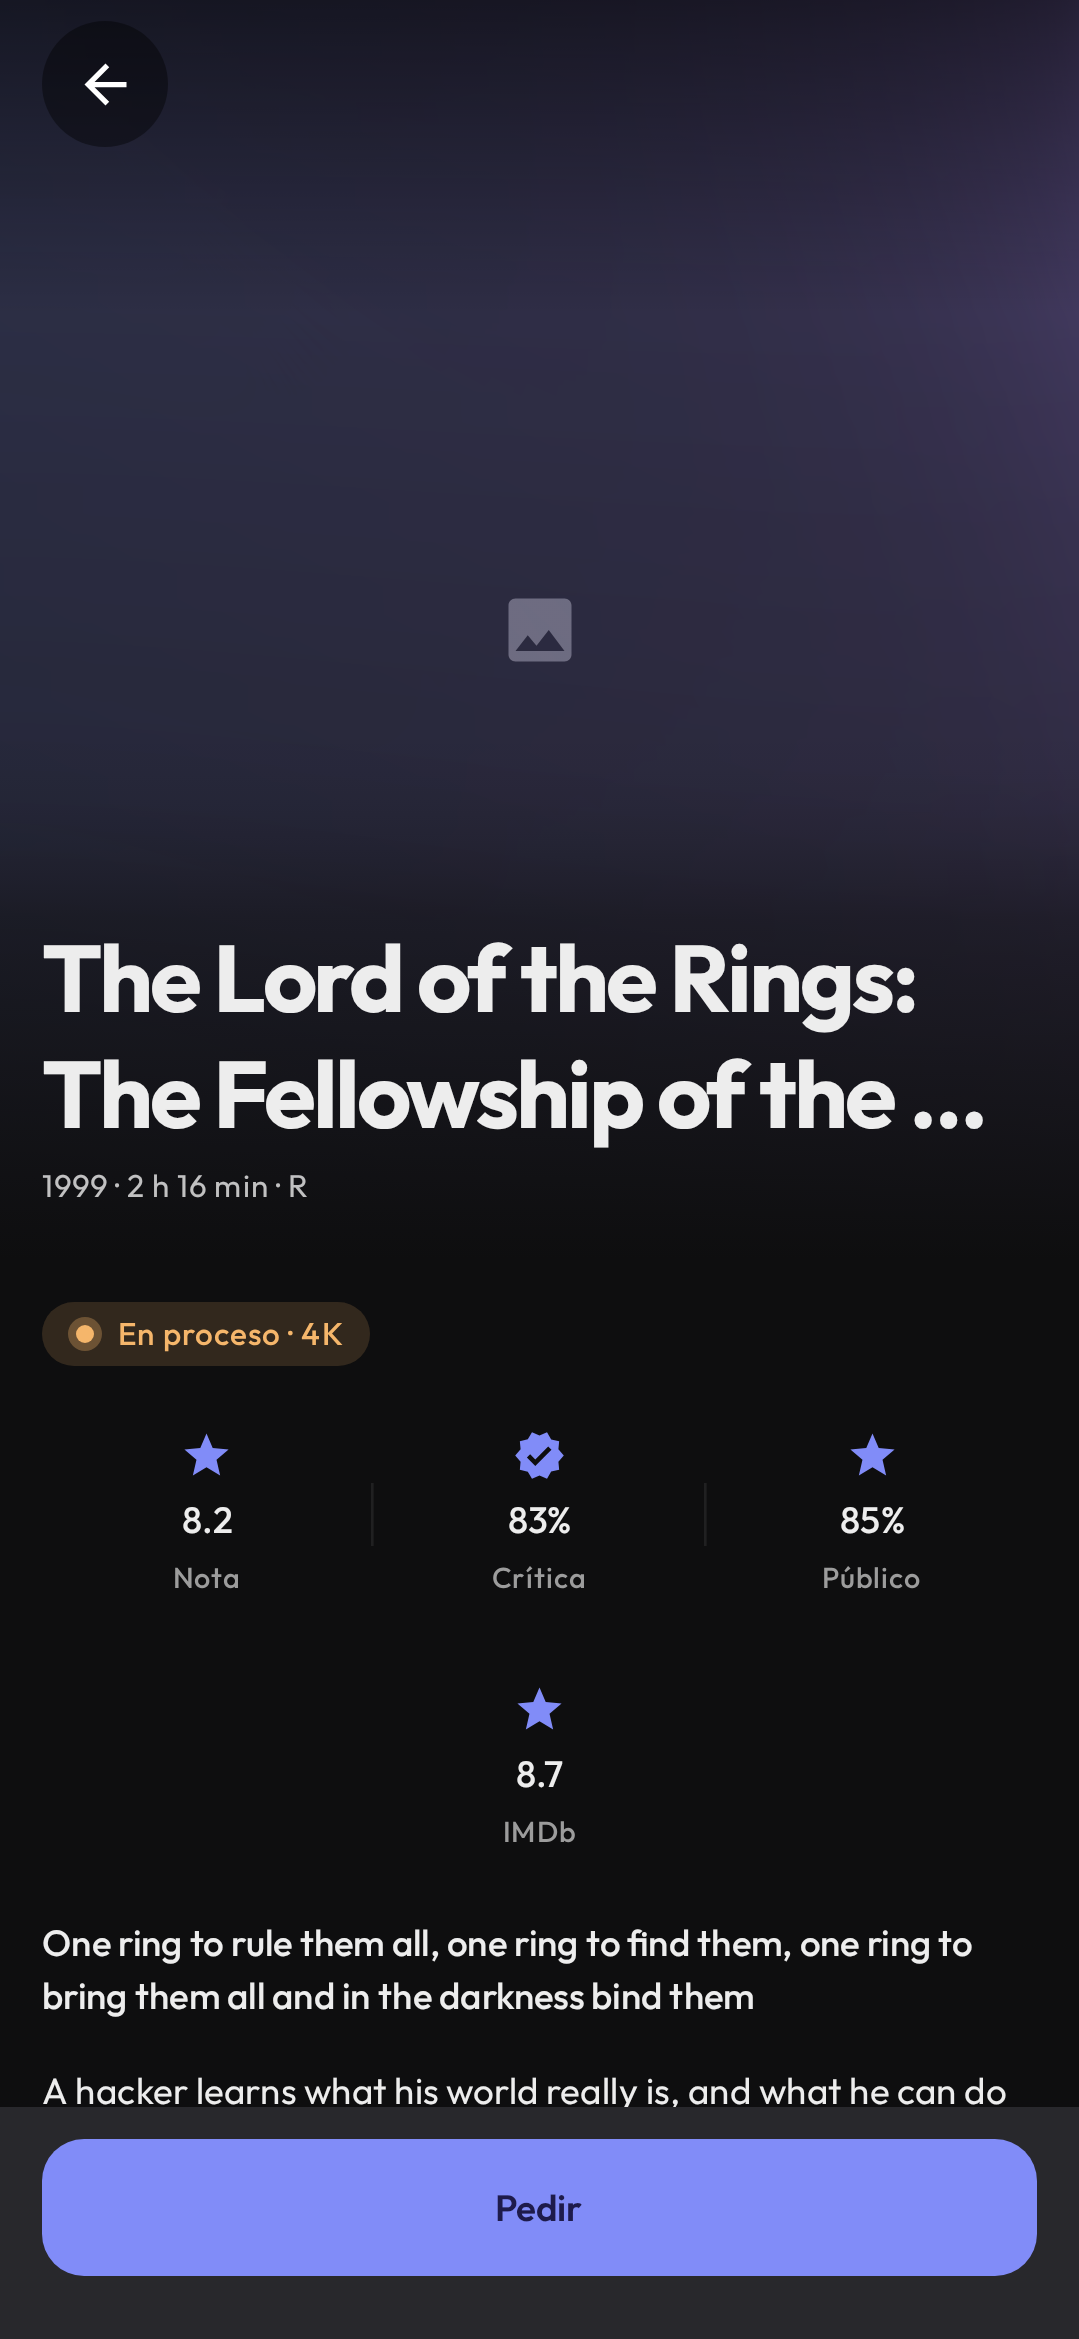 The Lord of the Rings:
The Fellowship of the ...
1999 · 2 h 16 min · R
En proceso · 4K
8.2
Nota
83%
Crítica
85%
Público
8.7
IMDb
One ring to rule them all, one ring to find them, one ring to
bring them all and in the darkness bind them
A hacker learns what his world really is, and what he can do
Pedir